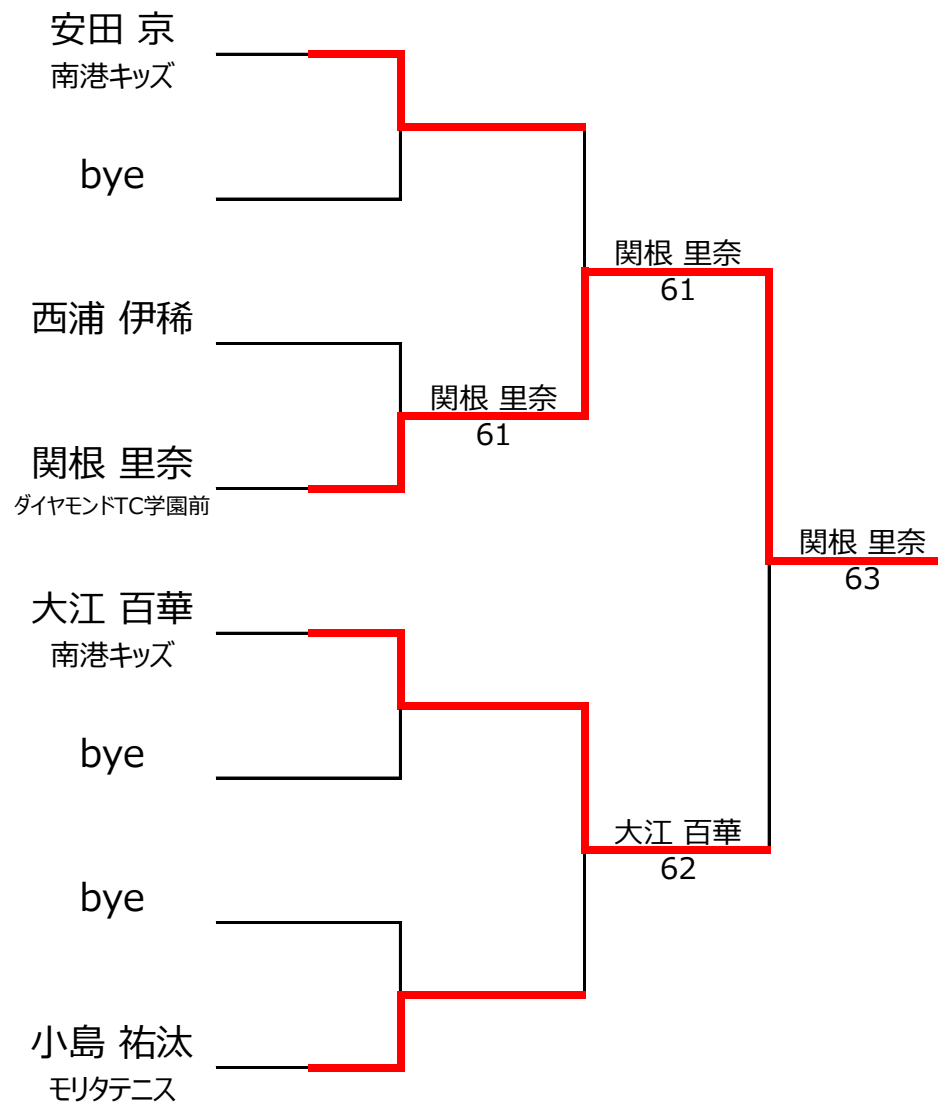 安田 京
南港キッズ
bye
西浦 伊稀
関根 里奈
ダイヤモンドTC学園前
大江 百華
南港キッズ
bye
bye
小島 祐汰
モリタテニス
関根 里奈
61
関根 里奈
61
大江 百華
62
関根 里奈
63